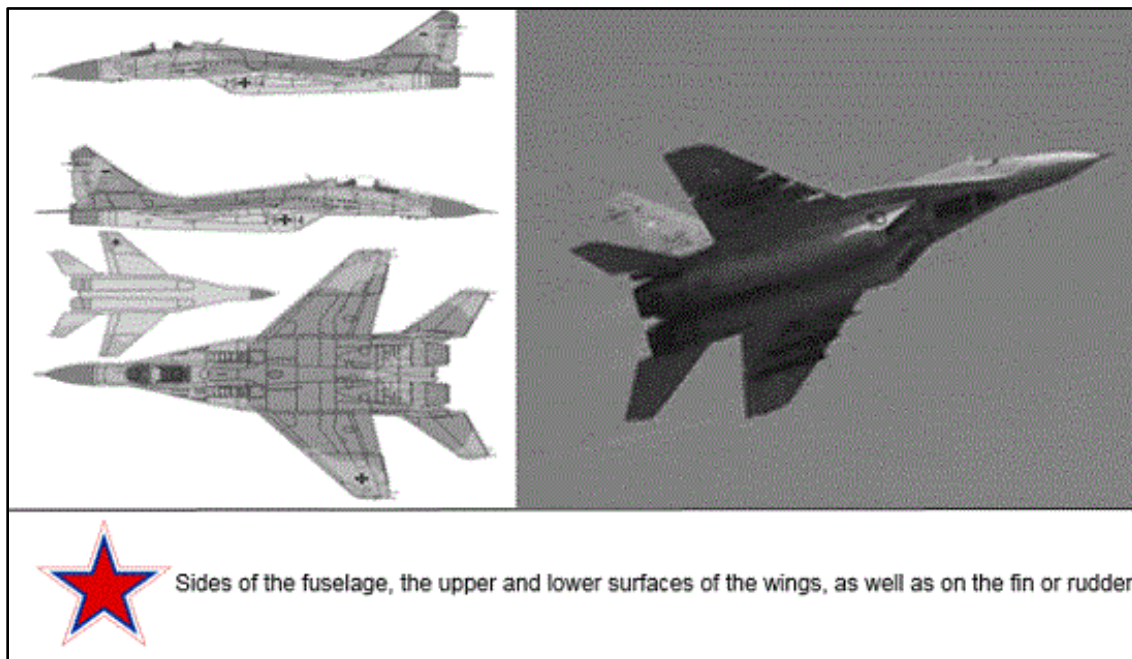 Sides of the fuselage, the upper and lower surfaces of the wings, as well as on the fin or rudder